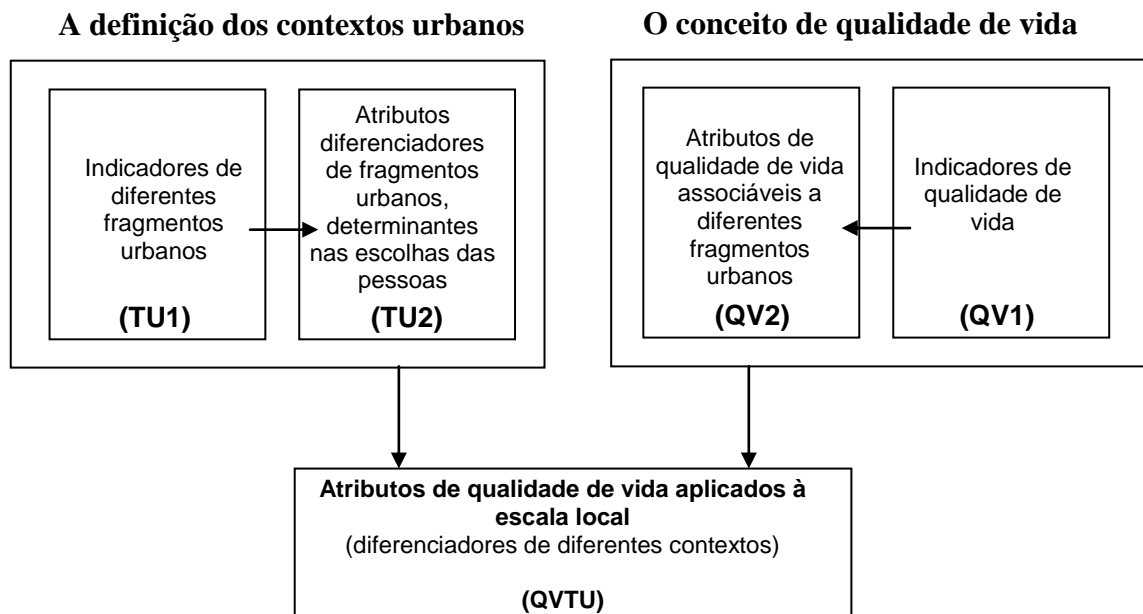 A definição dos contextos urbanos
O conceito de qualidade de vida
Indicadores de
diferentes
fragmentos
urbanos
(TU1)
Atributos
diferenciadores
de fragmentos
urbanos,
determinantes
nas escolhas das
pessoas
(TU2)
Atributos de
qualidade de vida
associáveis a
diferentes
fragmentos
urbanos
(QV2)
Indicadores de
qualidade de
vida
(QV1)
Atributos de qualidade de vida aplicados à
escala local
(diferenciadores de diferentes contextos)
(QVTU)